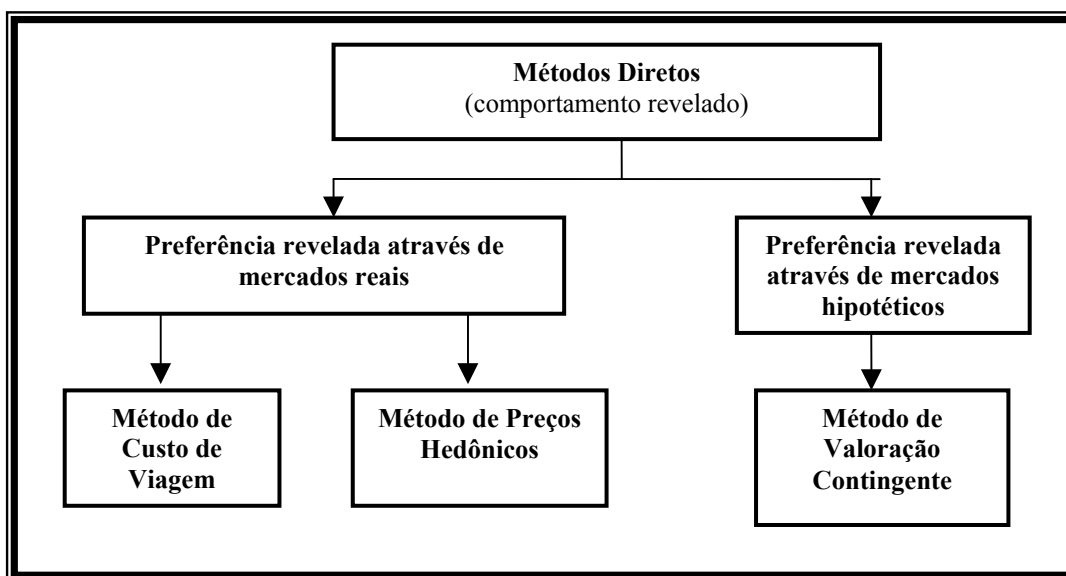 Métodos Diretos
(comportamento revelado)
Preferência revelada através de
mercados reais
Preferência revelada
através de mercados
hipotéticos
Método de
Custo de
Viagem
Método de Preços
Hedônicos
Método de
Valoração
Contingente